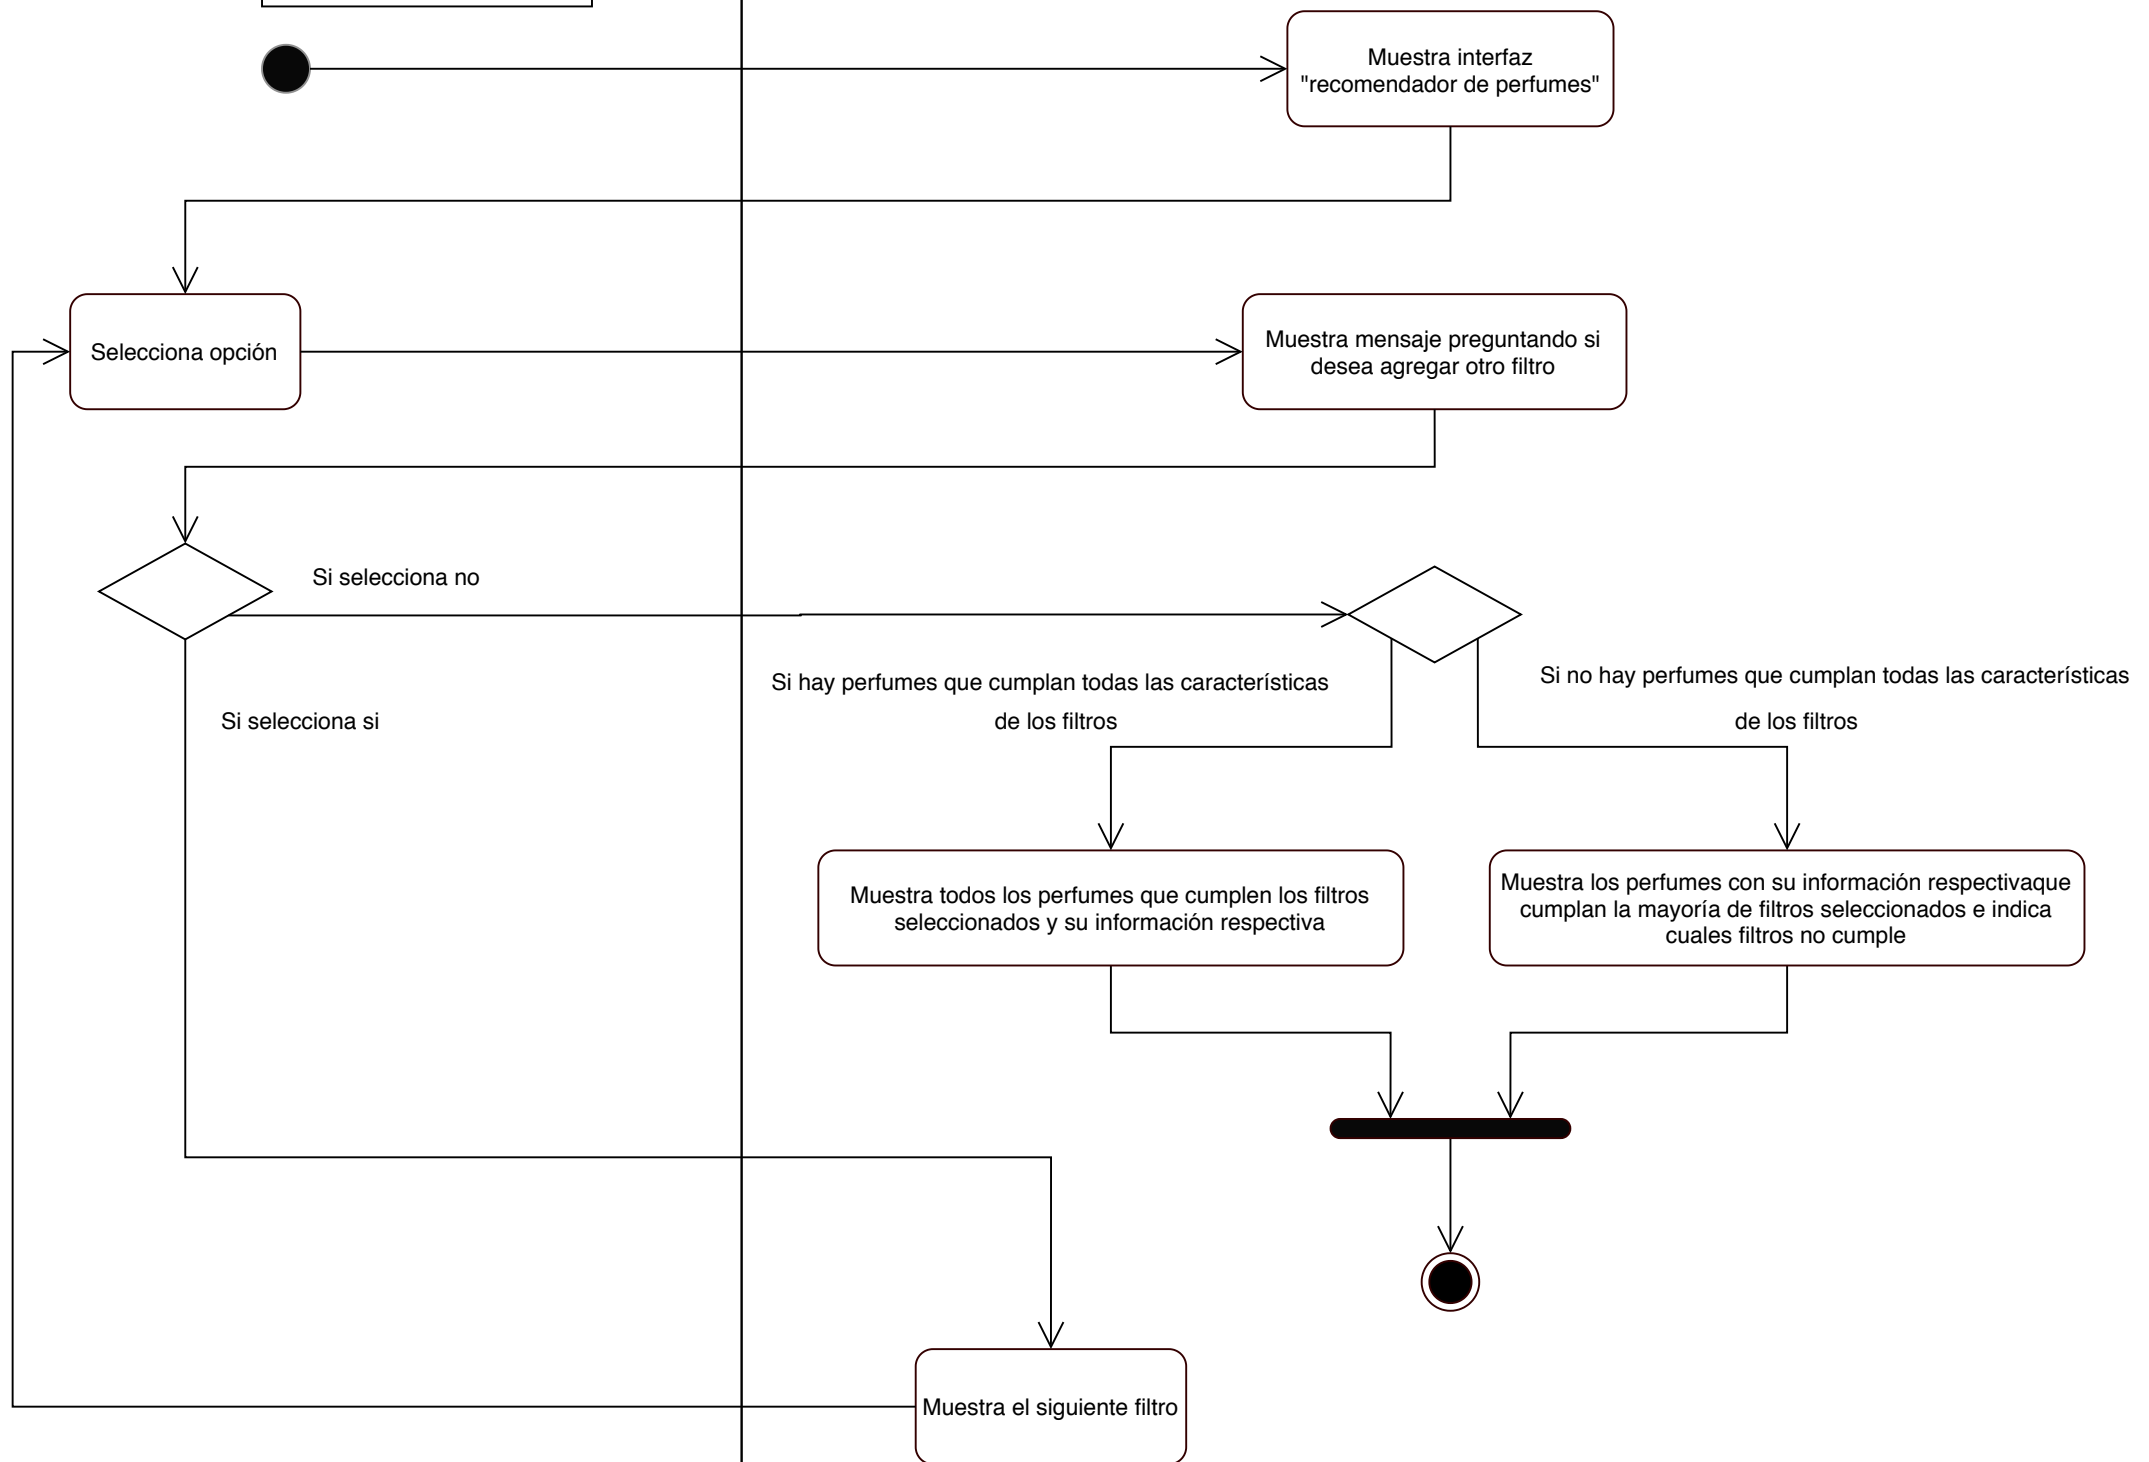 Muestra interfaz
"recomendador de perfumes"
Selecciona opción
Muestra mensaje preguntando si
desea agregar otro filtro
Si selecciona no
Si selecciona si
Si hay perfumes que cumplan todas las características
de los filtros
Si no hay perfumes que cumplan todas las características
de los filtros
Muestra todos los perfumes que cumplen los filtros
seleccionados y su información respectiva
Muestra los perfumes con su información respectivaque
cumplan la mayoría de filtros seleccionados e indica
cuales filtros no cumple
Muestra el siguiente filtro